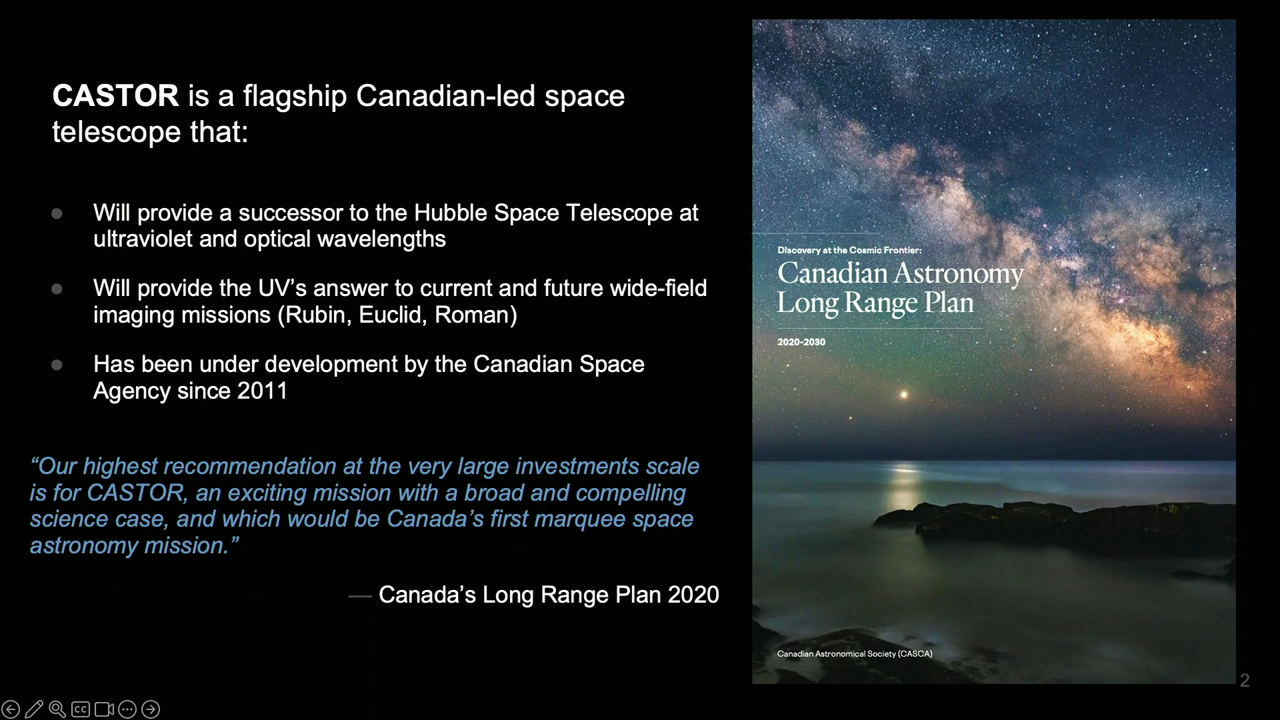 CASTOR is a flagship Canadian-led space
telescope that:
● Will provide a successor to the Hubble Space Telescope at
ultraviolet and optical wavelengths
● Will provide the UV’s answer to current and future wide-field
imaging missions (Rubin, Euclid, Roman)
● Has been under development by the Canadian Space
Agency since 2011
“Our highest recommendation at the very large investments scale
is for CASTOR, an exciting mission with a broad and compelling
science case, and which would be Canada’s first marquee space
astronomy mission.”
— Canada’s Long Range Plan 2020
Discovery at the Cosmic Frontier:
Canadian Astronomy
Long Range Plan
2020-2030
Canadian Astronomical Society (CASCA)
2
CC